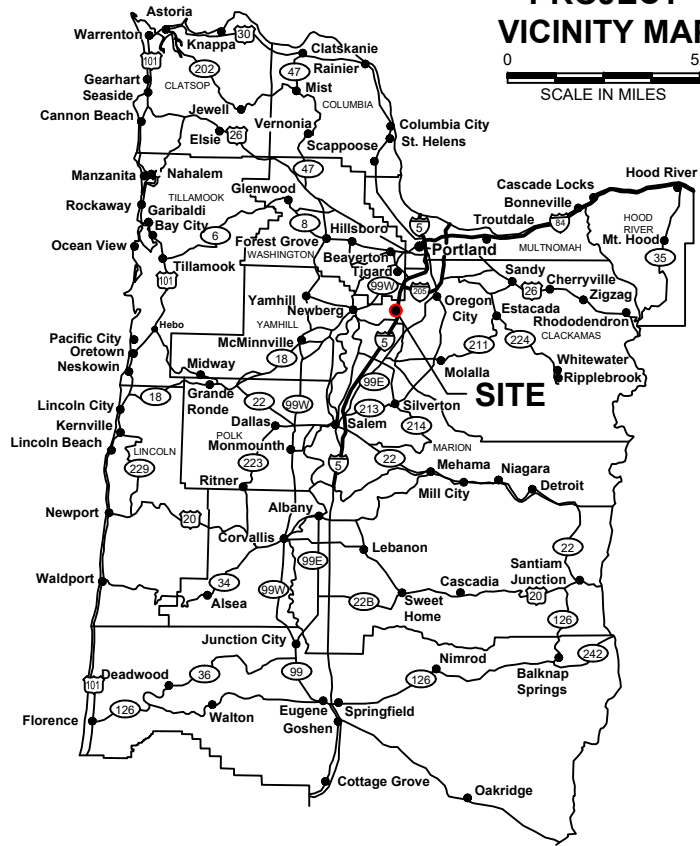 PROJECT
VICINITY MAP
0 5
SCALE IN MILES
Astoria
Warrenton
Knappa
30
Clatskanie
101
202
Rainier
47
Gearhart
CLATSOP
Mist
Seaside
COLUMBIA
Jewell
Cannon Beach
Vernonia
Columbia City
Elsie
26
Scappoose
St. Helens
47
Manzanita
Nahalem
Hood River
Glenwood
Cascade Locks
TILLAMOOK
Bonneville
Rockaway
Garibaldi
8
5
Troutdale
84
HOOD
RIVER
Bay City
6
Hillsboro
Forest Grove
Portland
MULTNOMAH
Mt. Hood
Ocean View
WASHINGTON
Beaverton
35
Tillamook
Tigard
101
99W
205
Sandy
Cherryville
26
Zigzag
Yamhill
Oregon
City
Estacada
Newberg
Rhododendron
Hebo
YAMHILL
CLACKAMAS
Pacific City
McMinnville
5
211
224
Oretown
18
Whitewater
Neskowin
Midway
Molalla
Ripplebrook
99E
SITE
18
Grande
Ronde
22
99W
213
Silverton
Lincoln City
Dallas
Salem
214
Kernville
POLK
Lincoln Beach
Monmounth
MARION
LINCOLN
22
229
223
5
Mehama
Niagara
Ritner
Mill City
Detroit
Newport
20
Albany
Corvallis
22
99E
Lebanon
Santiam
Junction
Waldport
34
99W
Cascadia
20
Alsea
22B
Sweet
Home
126
Junction City
242
Nimrod
Deadwood
36
99
Balknap
Springs
101
126
126
Eugene
Springfield
Florence
Walton
Goshen
Cottage Grove
Oakridge